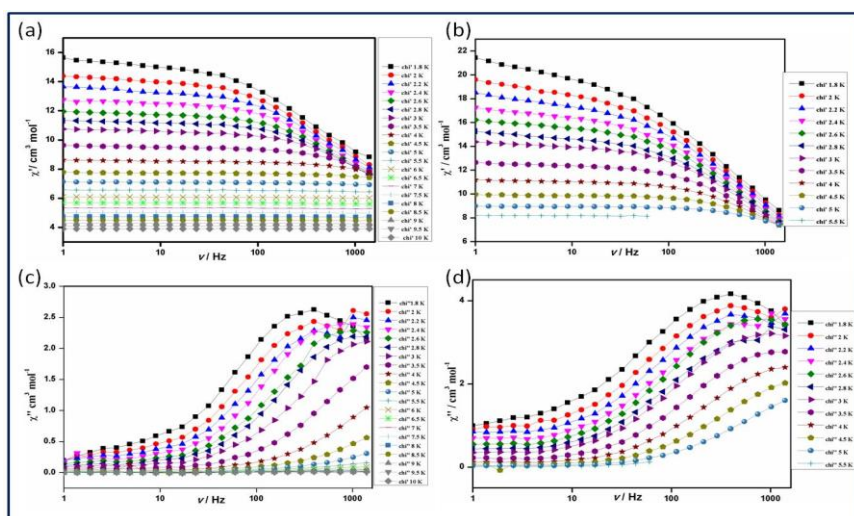 (a)
χ'/ cm³ mol⁻¹
16
14
12
10
8
6
4
1
10
100
1000
ν / Hz
chi' 1.8 K
chi' 2 K
chi' 2.2 K
chi' 2.4 K
chi' 2.6 K
chi' 2.8 K
chi' 3 K
chi' 3.5 K
chi' 4 K
chi' 4.5 K
chi' 5 K
chi' 5.5 K
chi' 6 K
chi' 6.5 K
chi' 7 K
chi' 7.5 K
chi' 8 K
chi' 8.5 K
chi' 9 K
chi' 9.5 K
chi' 10 K
(b)
χ'/ cm³ mol⁻¹
22
20
18
16
14
12
10
8
6
1
10
100
1000
ν / Hz
chi' 1.8 K
chi' 2 K
chi' 2.2 K
chi' 2.4 K
chi' 2.6 K
chi' 2.8 K
chi' 3 K
chi' 3.5 K
chi' 4 K
chi' 4.5 K
chi' 5 K
chi' 5.5 K
(c)
χ'' cm³ mol⁻¹
3.0
2.5
2.0
1.5
1.0
0.5
0.0
1
10
100
1000
ν / Hz
chi''1.8 K
chi'' 2 K
chi'' 2.2 K
chi'' 2.4 K
chi'' 2.6 K
chi'' 2.8 K
chi'' 3 K
chi'' 3.5 K
chi'' 4 K
chi'' 4.5 K
chi'' 5 K
chi'' 5.5 K
chi'' 6 K
chi'' 6.5 K
chi'' 7 K
chi'' 7.5 K
chi'' 8 K
chi'' 8.5 K
chi'' 9 K
chi'' 9.5 K
chi' 10 K
(d)
χ'' / cm³ mol⁻¹
4
2
0
1
10
100
1000
ν / Hz
chi'' 1.8 K
chi'' 2 K
chi'' 2.2 K
chi'' 2.4 K
chi'' 2.6 K
chi'' 2.8 K
chi'' 3 K
chi'' 3.5 K
chi'' 4 K
chi'' 4.5 K
chi'' 5 K
chi'' 5.5 K